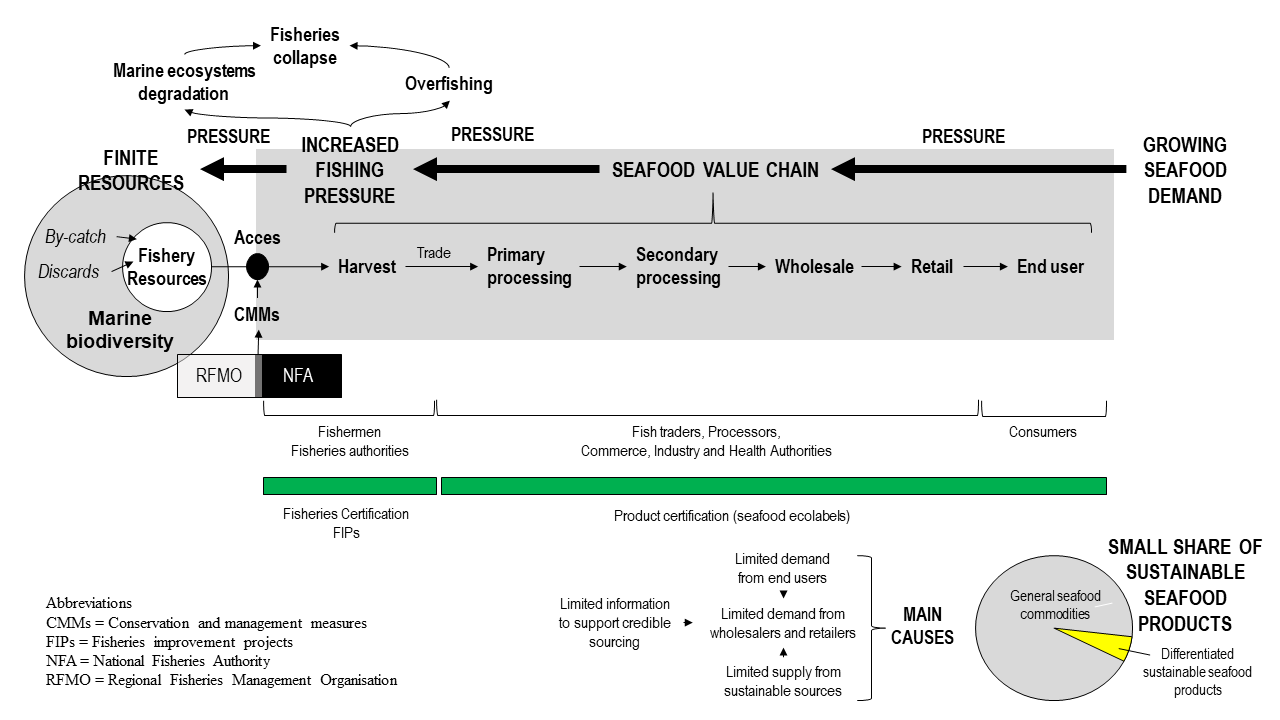 Fisheries
collapse
Marine ecosystems
degradation
Overfishing
PRESSURE
PRESSURE
PRESSURE
FINITE
RESOURCES
INCREASED
FISHING
PRESSURE
SEAFOOD VALUE CHAIN
GROWING
SEAFOOD
DEMAND
By-catch
Discards
Fishery
Resources
Marine
biodiversity
Acces
CMMs
RFMO
NFA
Harvest
Trade
Primary
processing
Secondary
processing
Wholesale
Retail
End user
Fishermen
Fisheries authorities
Fish traders, Processors,
Commerce, Industry and Health Authorities
Consumers
Fisheries Certification
FIPs
Product certification (seafood ecolabels)
Limited information
to support credible
sourcing
Limited demand
from end users
Limited demand from
wholesalers and retailers
Limited supply from
sustainable sources
MAIN
CAUSES
SMALL SHARE OF
SUSTAINABLE
SEAFOOD
PRODUCTS
General seafood
commodities
Differentiated
sustainable seafood
products
Abbreviations
CMMs = Conservation and management measures
FIPs = Fisheries improvement projects
NFA = National Fisheries Authority
RFMO = Regional Fisheries Management Organisation